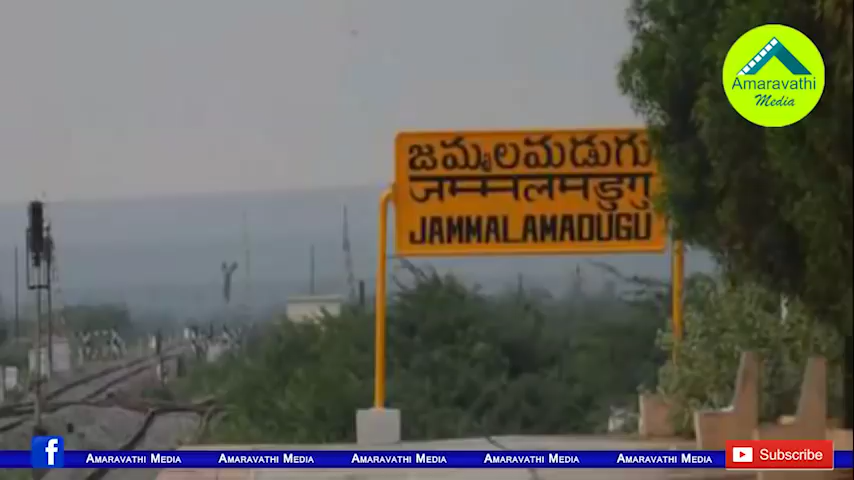 Amaravathi
Media
జమ్మలమడుగు
जम्मलमडुगु
JAMMALAMADUGU
f AMARAVATHI MEDIA AMARAVATHI MEDIA AMARAVATHI MEDIA AMARAVATHI MEDIA AMARAVATHI MEDIA Subscribe